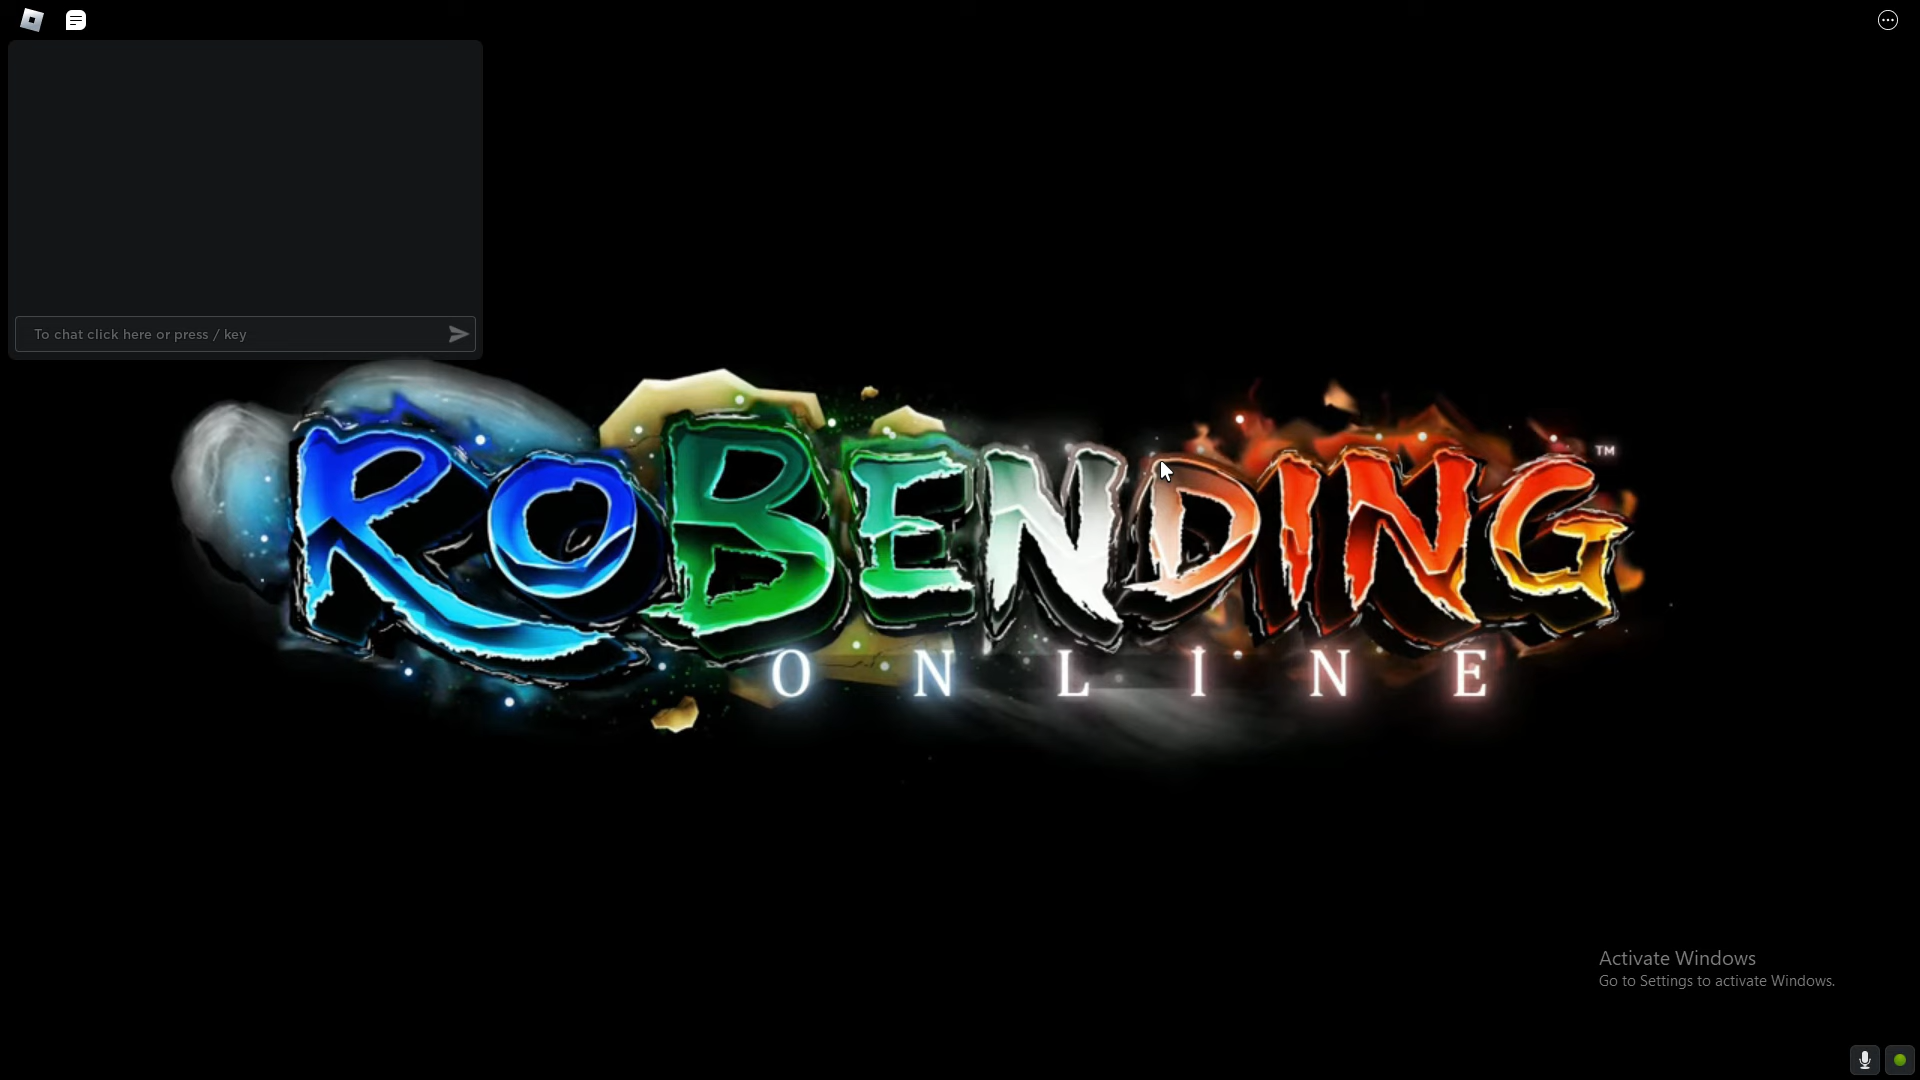 To chat click here or press / key
ROBENDING™
ONLINE
Activate Windows
Go to Settings to activate Windows.